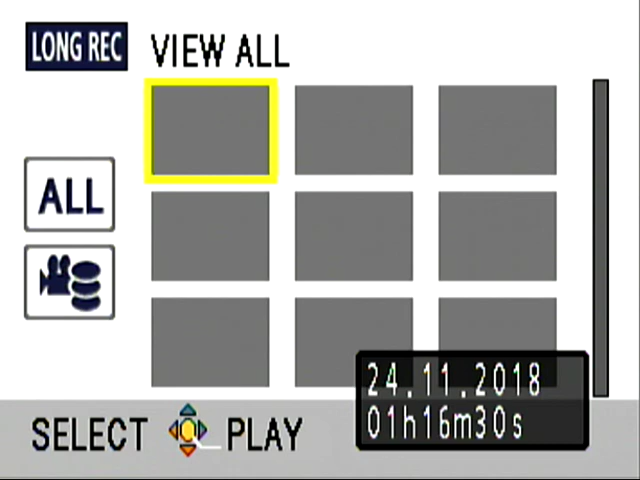 LONG REC
VIEW ALL
ALL
24.11.2018
01h16m30s
SELECT PLAY